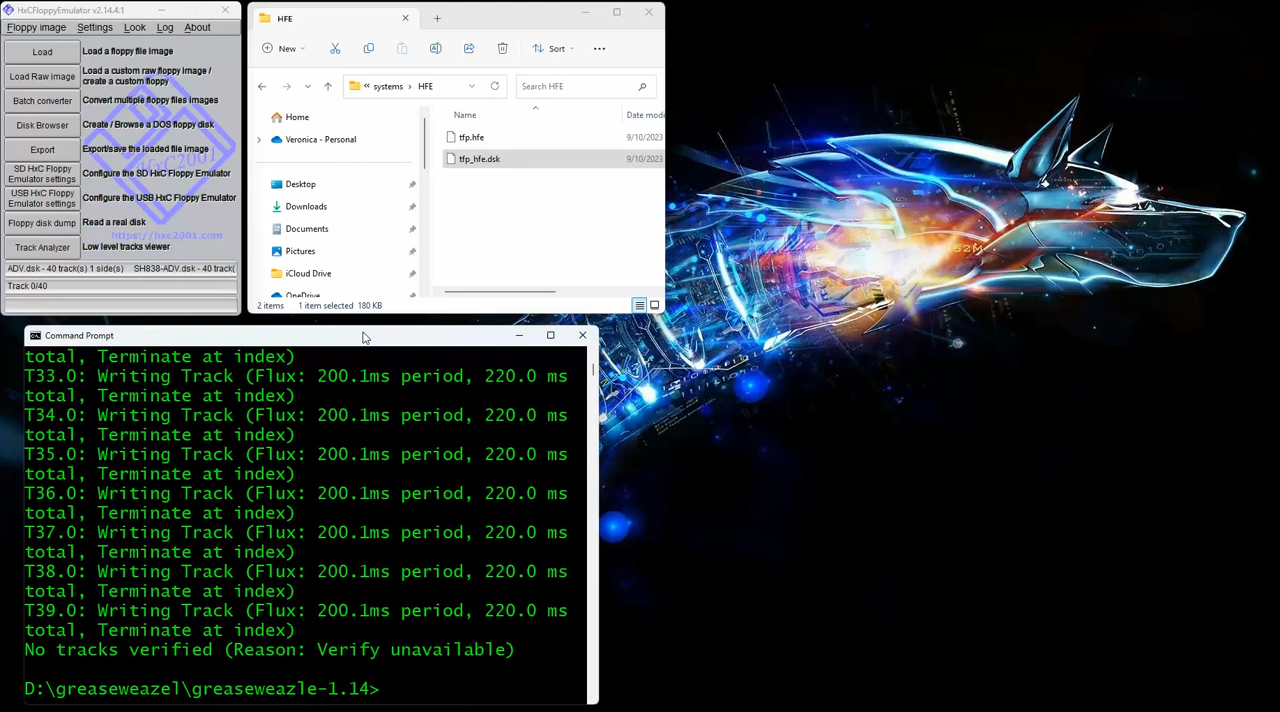 HxCFloppyEmulator v2.14.4.1
Floppy image Settings Look Log About
Load Load a floppy file image
Load Raw image Load a custom raw floppy image / create a custom floppy
Batch converter Convert multiple floppy files images
Disk Browser Create / Browse a DOS floppy disk
Export Export/save the loaded file image
SD HxC Floppy Emulator settings Configure the SD HxC Floppy Emulator
USB HxC Floppy Emulator settings Configure the USB HxC Floppy Emulator
Floppy disk dump Read a real disk
HxC2001
https://hxc2001.com
Track Analyzer Low level tracks viewer
ADV.dsk - 40 track(s) 1 side(s) SH838-ADV.dsk - 40 track(
Track 0/40
HFE
New Sort
« systems › HFE Search HFE
Home
Veronica - Personal
Desktop
Downloads
Documents
Pictures
iCloud Drive
OneDrive
Name Date modi
tfp.hfe 9/10/2023
tfp_hfe.dsk 9/10/2023
2 items 1 item selected 180 KB
Command Prompt
total, Terminate at index)
T33.0: Writing Track (Flux: 200.1ms period, 220.0 ms
total, Terminate at index)
T34.0: Writing Track (Flux: 200.1ms period, 220.0 ms
total, Terminate at index)
T35.0: Writing Track (Flux: 200.1ms period, 220.0 ms
total, Terminate at index)
T36.0: Writing Track (Flux: 200.1ms period, 220.0 ms
total, Terminate at index)
T37.0: Writing Track (Flux: 200.1ms period, 220.0 ms
total, Terminate at index)
T38.0: Writing Track (Flux: 200.1ms period, 220.0 ms
total, Terminate at index)
T39.0: Writing Track (Flux: 200.1ms period, 220.0 ms
total, Terminate at index)
No tracks verified (Reason: Verify unavailable)
D:\greaseweazel\greaseweazle-1.14>
52M